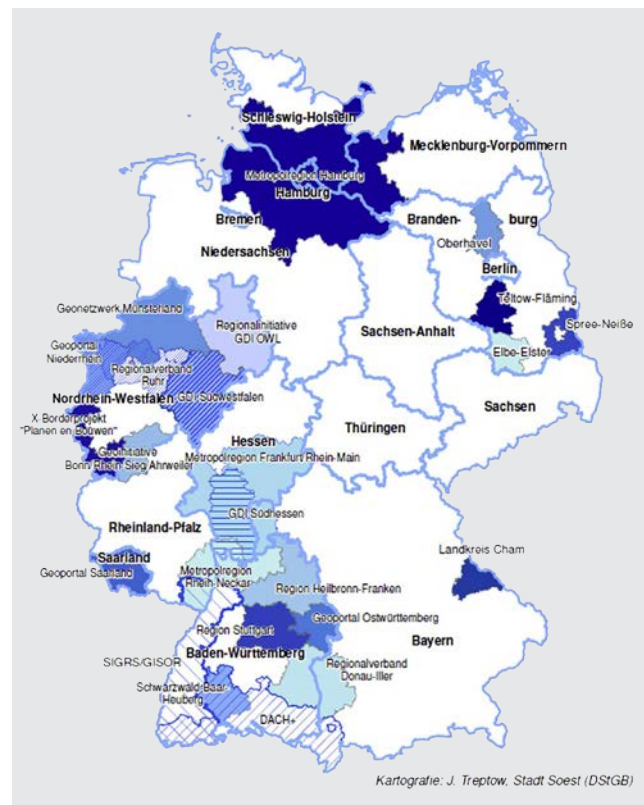 Schleswig-Holstein
Mecklenburg-Vorpommern
Metropolregion Hamburg
Hamburg
Bremen
Branden-
burg
Oberhavel
Niedersachsen
Berlin
Teltow-Fläming
Geonetzwerk Münsterland
Regionalinitiative
GDI OWL
Sachsen-Anhalt
Spree-Neiße
Geoportal
Niederrhein
Elbe-Elster
Regionalverband
Ruhr
Nordrhein-Westfalen
GDI Südwestfalen
Sachsen
X-Borderprojekt
"Planen en Bouwen"
Hessen
Thüringen
Geoinitiative
Bonn/Rhein-Sieg/Ahrweiler
Metropolregion Frankfurt/Rhein-Main
GDI Südhessen
Rheinland-Pfalz
Saarland
Geoportal Saarland
Metropolregion
Rhein-Neckar
Landkreis Cham
Region Heilbronn-Franken
Geoportal Ostwürttemberg
Region Stuttgart
Bayern
Baden-Württemberg
SIGRS/GISOR
Regionalverband
Donau-Iller
Schwarzwald-Baar-
Heuberg
DACH+
Kartografie: J. Treptow, Stadt Soest (DStGB)